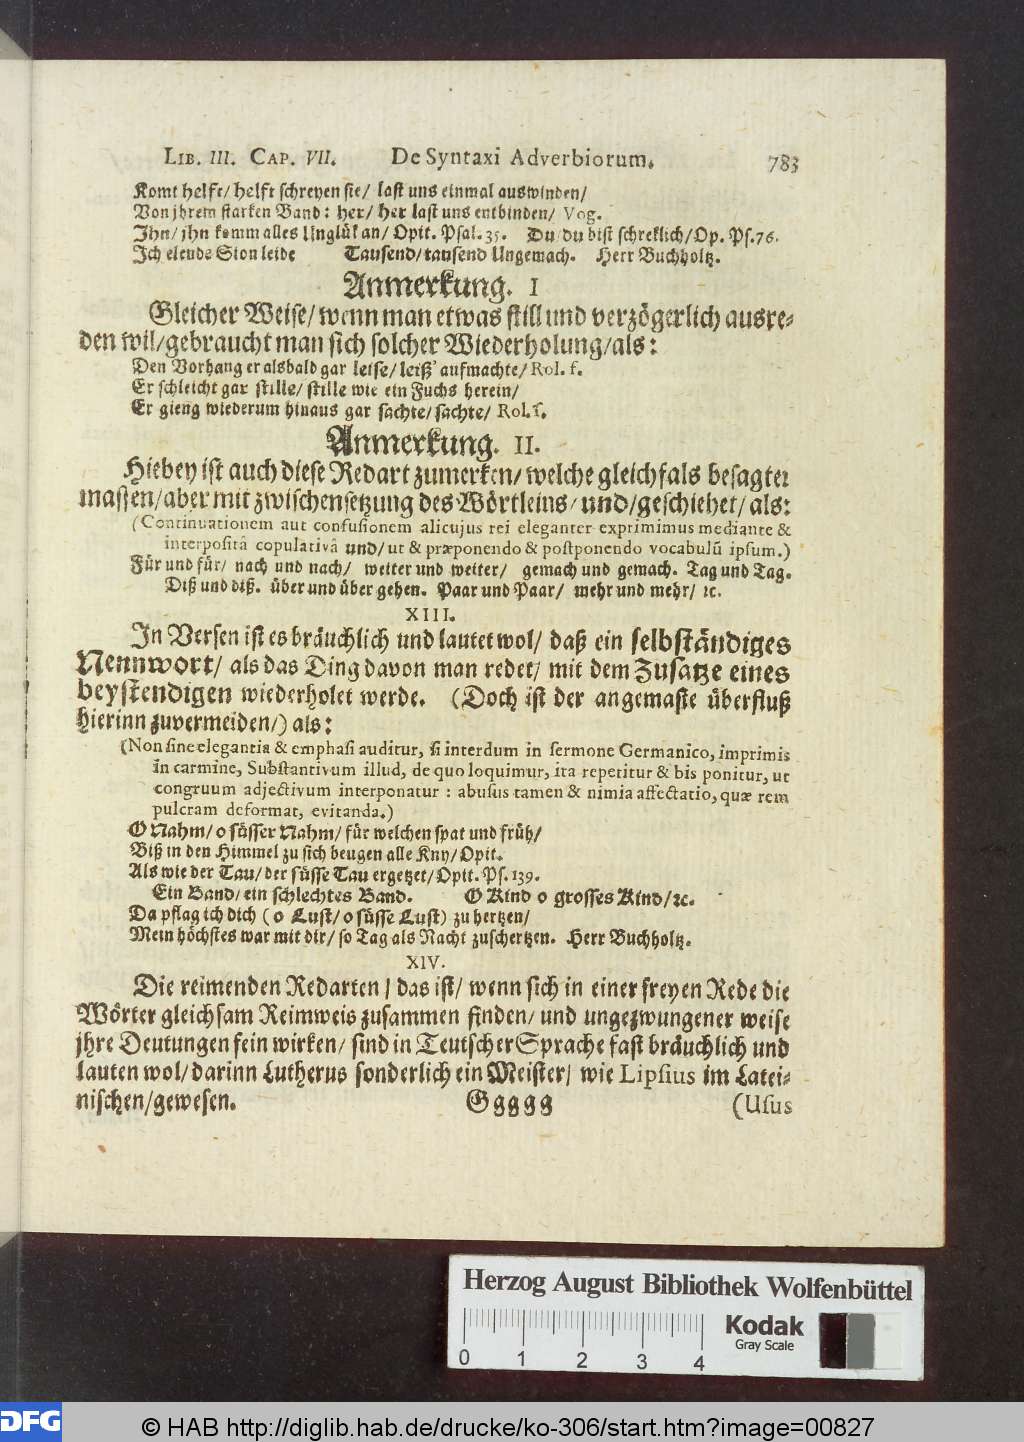 LIB. III. CAP. VII. De Syntaxi Adverbiorum. 783
Komt helft/ helft schreyen sie/ last uns einmal auswinden/
Von jhrem starken Band: her/ her last uns entbinden/ Vog.
Jhn/ jhn komm alles Unglük an/ Opit. Psal. 35. Du/ du bist schreklich/ Op. Ps. 76.
Jch elende Sion leide Tausend/ tausend Ungemach. Herr Buchholtz.
Anmerkung. I
Gleicher Weise/ wenn man etwas still und verzögerlich ausre-
den wil/ gebraucht man sich solcher Wiederholung/ als:
Den Vorhang er alsbald gar leise/ leiß aufmachte/ Rol. f.
Er schleicht gar stille/ stille wie ein Fuchs herein/
Er gieng wiederum hinaus gar sachte/ sachte/ Rol. f.
Anmerkung. II.
Hiebey ist auch diese Redart zumerken/ welche gleichfals besagter
massen/ aber mit zwischensetzung des Wörtleins/ und/ geschiehet/ als:
(Continuationem aut confusionem alicujus rei eleganter exprimimus mediante &
interpositâ copulativâ und/ ut & præponendo & postponendo vocabulũ ipsum.)
Für und für/ nach und nach/ weiter und weiter/ gemach und gemach. Tag und Tag.
Diß und diß. über und über gehen. Paar und Paar/ mehr und mehr/ ꝛc.
XIII.
In Versen ist es bräuchlich und lautet wol/ daß ein selbständiges
Nennwort/ als das Ding davon man redet/ mit dem Zusatze eines
beystendigen wiederholet werde. (Doch ist der angemaste überfluß
hierinn zuvermeiden/) als:
(Non sine elegantia & emphasi auditur, si interdum in sermone Germanico, imprimis
in carmine, Substantivum illud, de quo loquimur, ita repetitur & bis ponitur, ut
congruum adjectivum interponatur : abusus tamen & nimia affectatio, quæ rem
pulcram deformat, evitanda.)
O Nahm/ o süsser Nahm/ für welchen spat und früh/
Biß in den Himmel zu sich beugen alle Kny/ Opit.
Als wie der Tau/ der süsse Tau ergetzet/ Opit. Ps. 139.
Ein Band/ ein schlechtes Band. O Kind o grosses Kind/ ꝛc.
Da pflag ich dich (o Lust/ o süsse Lust) zu hertzen/
Mein höchstes war mit dir/ so Tag als Nacht zuschertzen. Herr Buchholtz.
XIV.
Die reimenden Redarten/ das ist/ wenn sich in einer freyen Rede die
Wörter gleichsam Reimweis zusammen finden/ und ungezwungener weise
jhre Deutungen fein wirken/ sind in Teutscher Sprache fast bräuchlich und
lauten wol/ darinn Lutherus sonderlich ein Meister/ wie Lipsius im Latei-
nischen/ gewesen. Ggggg (Usus
Herzog August Bibliothek Wolfenbüttel
Kodak
Gray Scale
0 1 2 3 4
DFG © HAB http://diglib.hab.de/drucke/ko-306/start.htm?image=00827